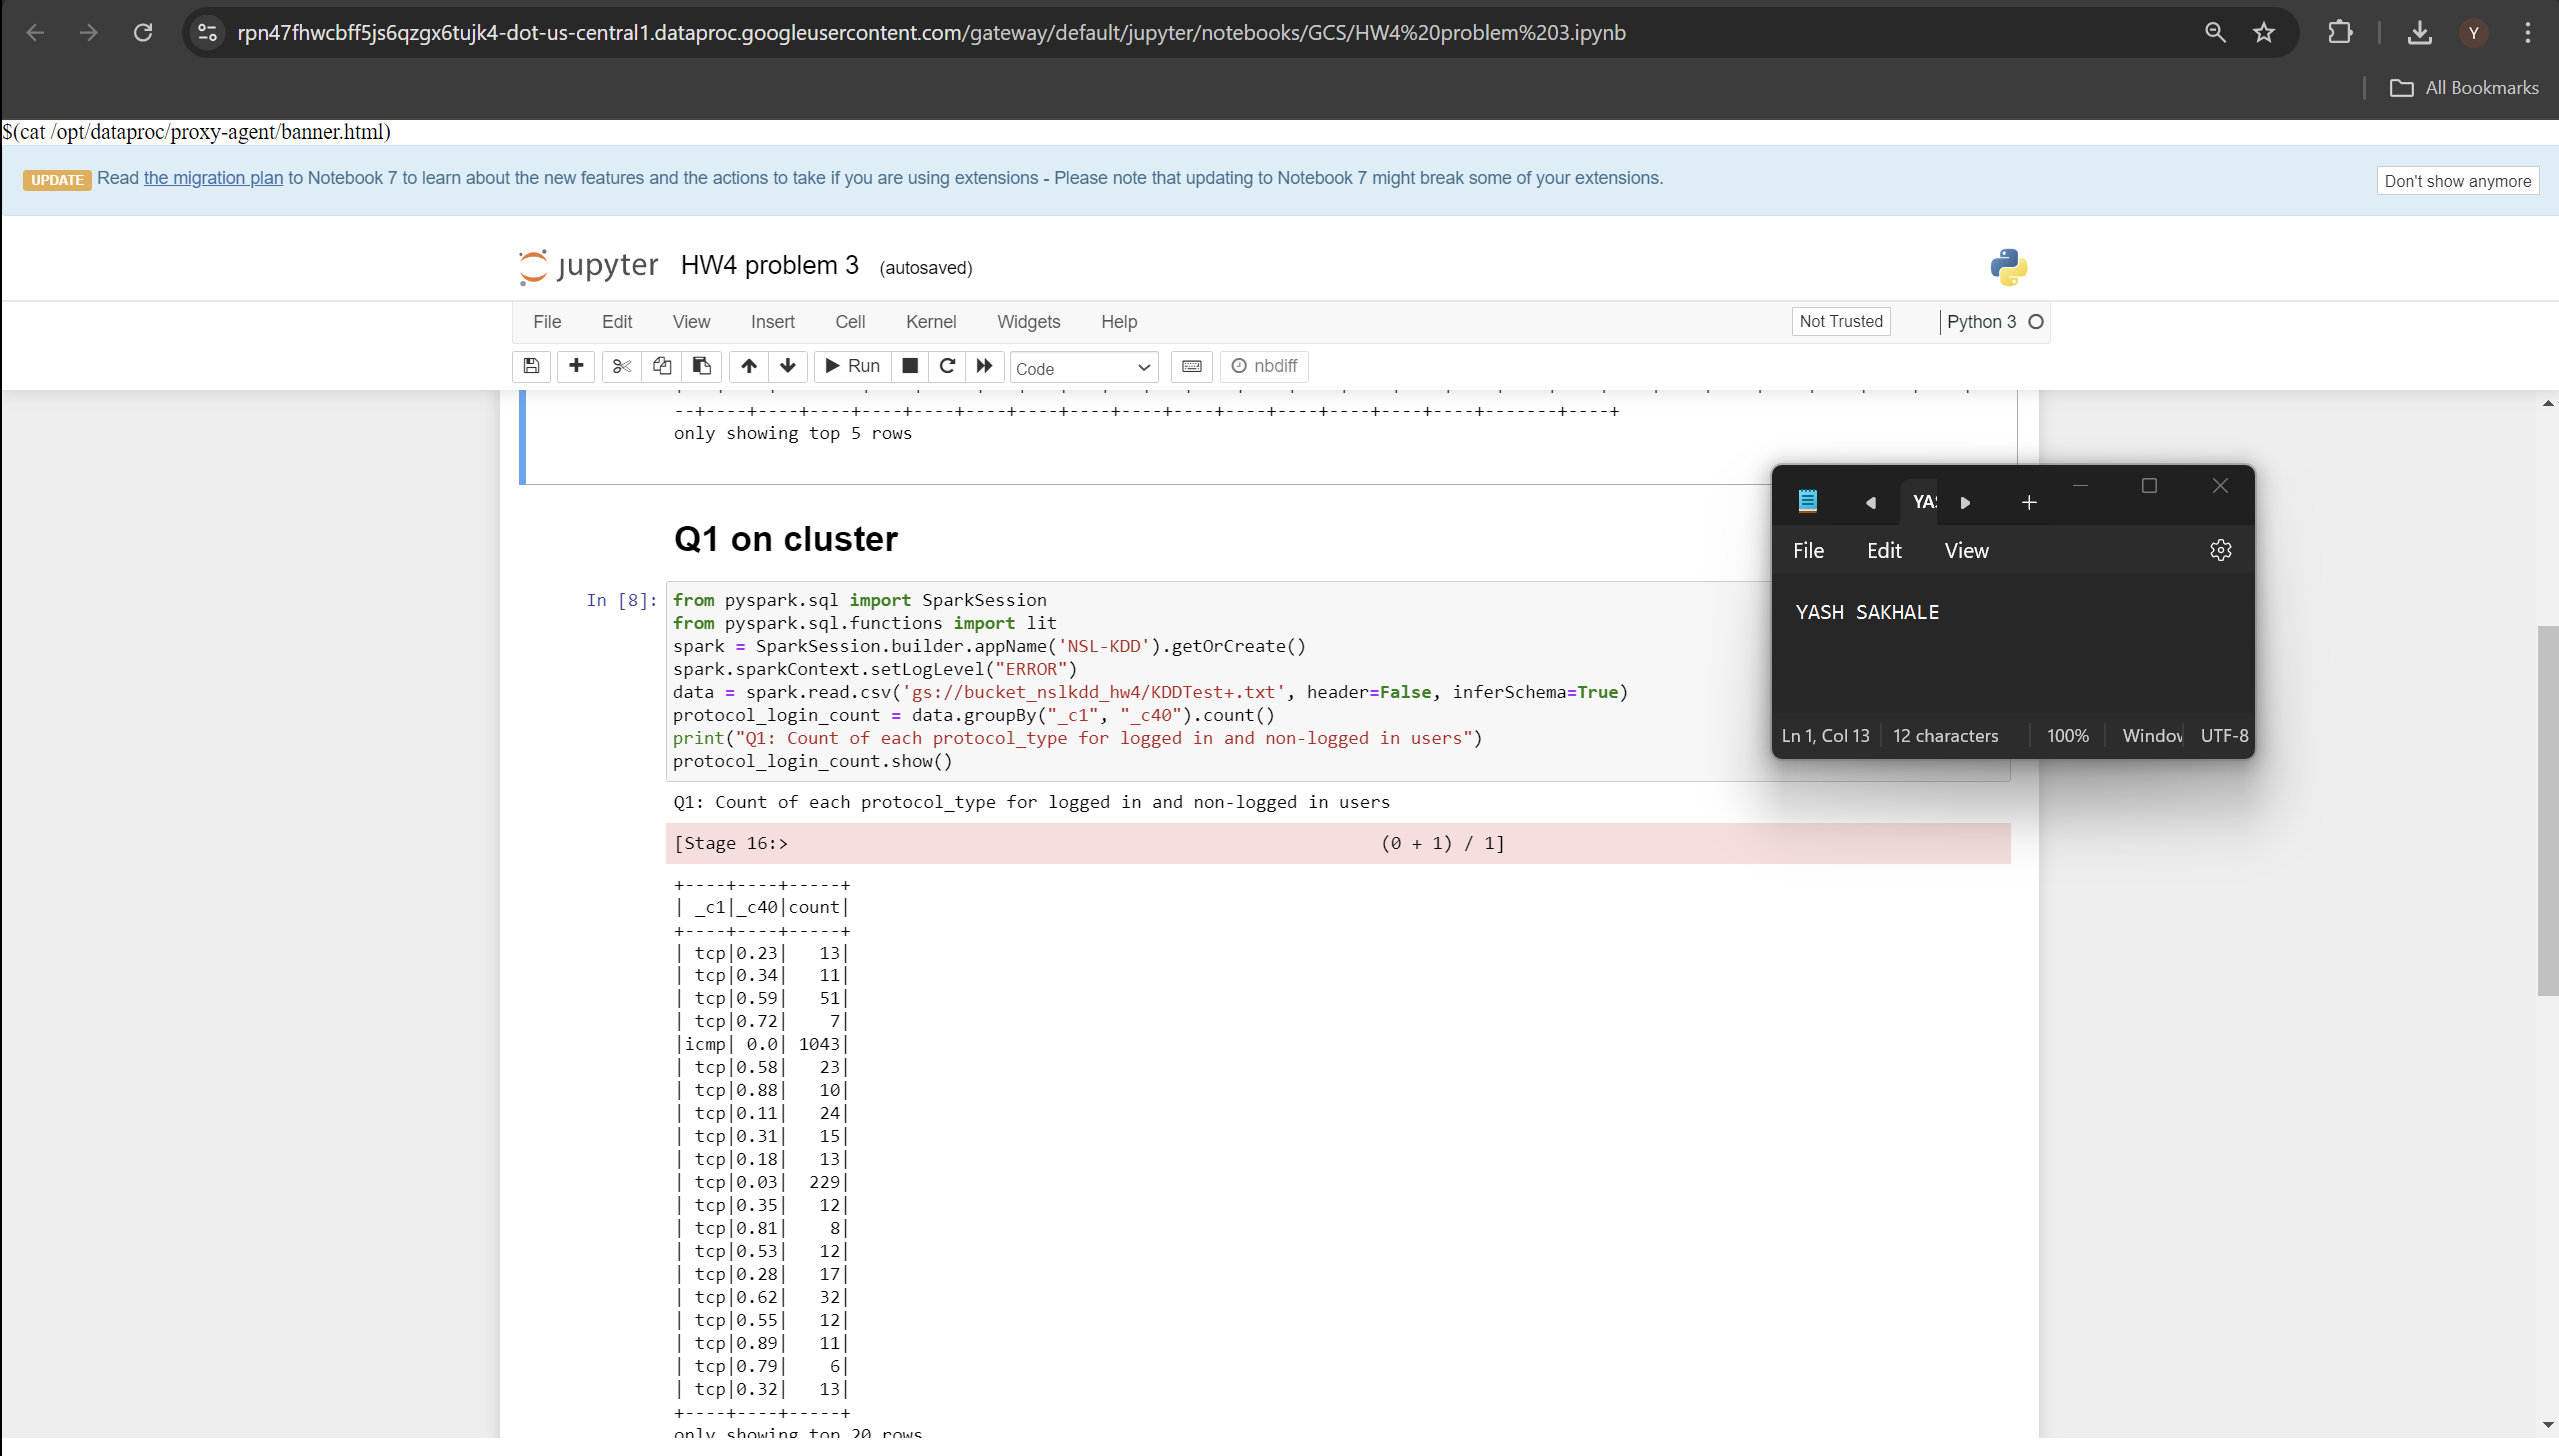 rpn47fhwcbff5js6qzgx6tujk4-dot-us-central1.dataproc.googleusercontent.com/gateway/default/jupyter/notebooks/GCS/HW4%20problem%203.ipynb
Y
All Bookmarks
$(cat /opt/dataproc/proxy-agent/banner.html)
UPDATE Read the migration plan to Notebook 7 to learn about the new features and the actions to take if you are using extensions - Please note that updating to Notebook 7 might break some of your extensions.
Don't show anymore
jupyter HW4 problem 3 (autosaved)
File Edit View Insert Cell Kernel Widgets Help
Not Trusted
Python 3
Run
Code
nbdiff
--+----+----+----+----+----+----+----+----+----+----+----+----+----+----+----+-------+----+
only showing top 5 rows
YAS
File Edit View
YASH SAKHALE
Ln 1, Col 13 12 characters 100% Window UTF-8
Q1 on cluster
In [8]:
from pyspark.sql import SparkSession
from pyspark.sql.functions import lit
spark = SparkSession.builder.appName('NSL-KDD').getOrCreate()
spark.sparkContext.setLogLevel("ERROR")
data = spark.read.csv('gs://bucket_nslkdd_hw4/KDDTest+.txt', header=False, inferSchema=True)
protocol_login_count = data.groupBy("_c1", "_c40").count()
print("Q1: Count of each protocol_type for logged in and non-logged in users")
protocol_login_count.show()
Q1: Count of each protocol_type for logged in and non-logged in users
[Stage 16:> (0 + 1) / 1]
+----+----+-----+
| _c1|_c40|count|
+----+----+-----+
| tcp|0.23|   13|
| tcp|0.34|   11|
| tcp|0.59|   51|
| tcp|0.72|    7|
|icmp| 0.0| 1043|
| tcp|0.58|   23|
| tcp|0.88|   10|
| tcp|0.11|   24|
| tcp|0.31|   15|
| tcp|0.18|   13|
| tcp|0.03|  229|
| tcp|0.35|   12|
| tcp|0.81|    8|
| tcp|0.53|   12|
| tcp|0.28|   17|
| tcp|0.62|   32|
| tcp|0.55|   12|
| tcp|0.89|   11|
| tcp|0.79|    6|
| tcp|0.32|   13|
+----+----+-----+
only showing top 20 rows